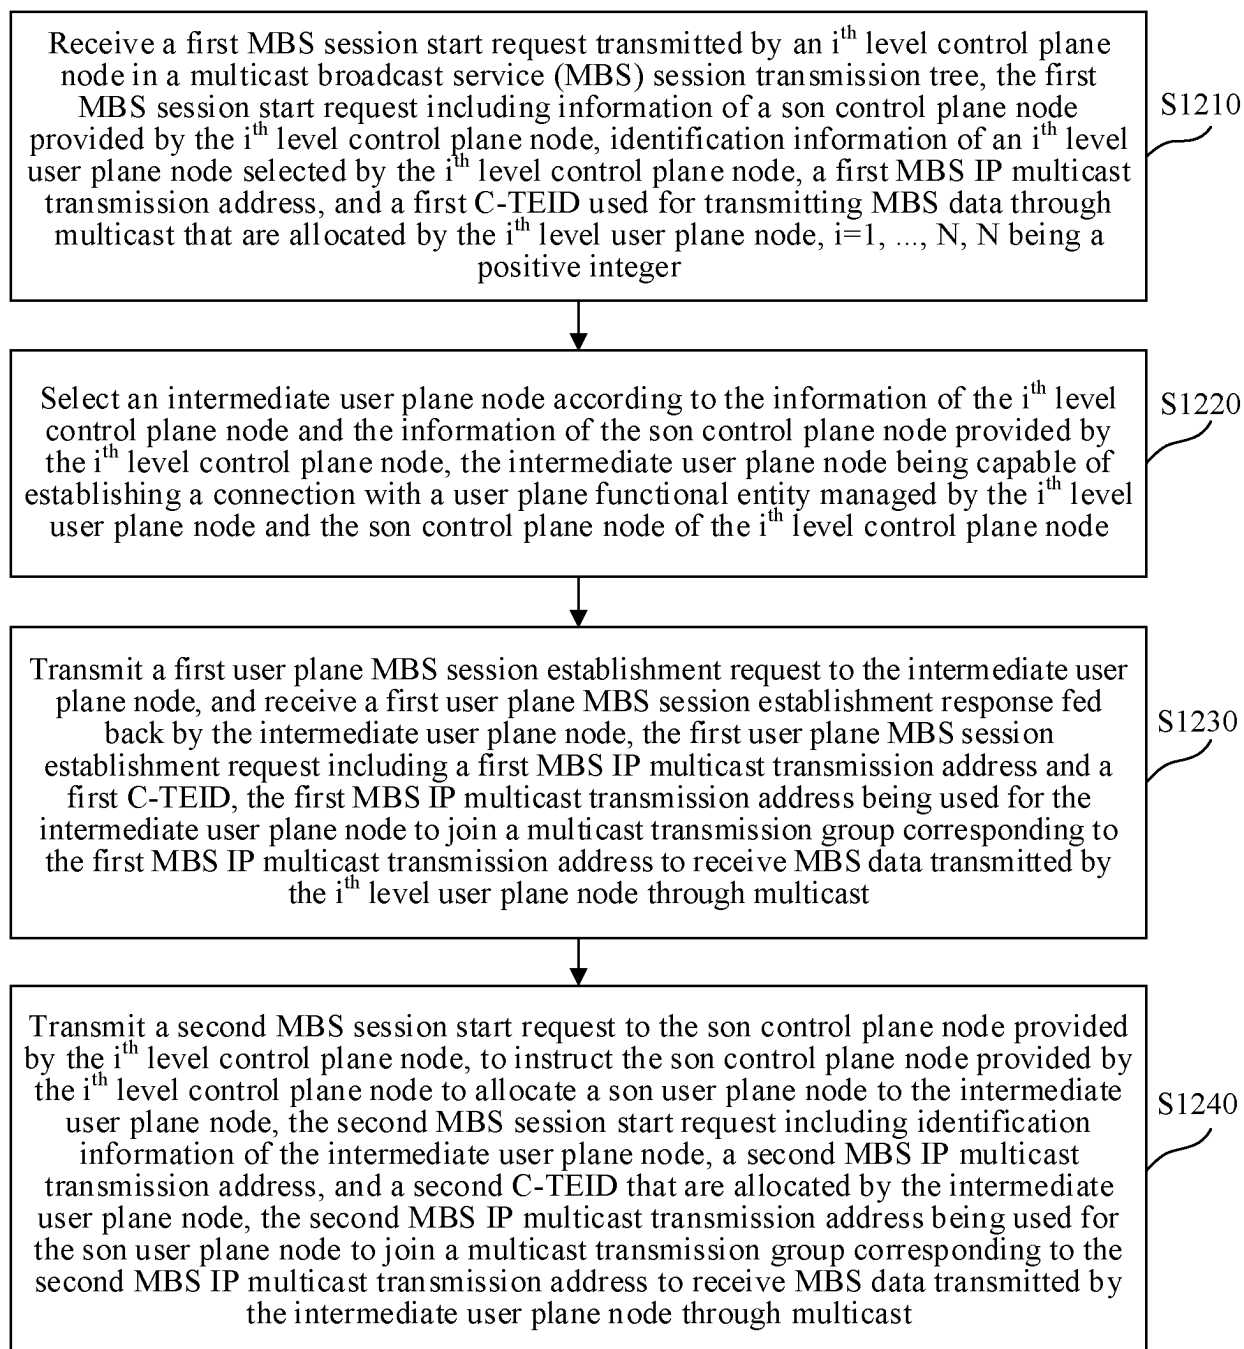 Receive a first MBS session start request transmitted by an ith level control plane
node in a multicast broadcast service (MBS) session transmission tree, the first
MBS session start request including information of a son control plane node
provided by the ith level control plane node, identification information of an ith level
user plane node selected by the ith level control plane node, a first MBS IP multicast
transmission address, and a first C-TEID used for transmitting MBS data through
multicast that are allocated by the ith level user plane node, i=1, ..., N, N being a
positive integer
S1210
Select an intermediate user plane node according to the information of the ith level
control plane node and the information of the son control plane node provided by
the ith level control plane node, the intermediate user plane node being capable of
establishing a connection with a user plane functional entity managed by the ith level
user plane node and the son control plane node of the ith level control plane node
S1220
Transmit a first user plane MBS session establishment request to the intermediate user
plane node, and receive a first user plane MBS session establishment response fed
back by the intermediate user plane node, the first user plane MBS session
establishment request including a first MBS IP multicast transmission address and a
first C-TEID, the first MBS IP multicast transmission address being used for the
intermediate user plane node to join a multicast transmission group corresponding to
the first MBS IP multicast transmission address to receive MBS data transmitted by
the ith level user plane node through multicast
S1230
Transmit a second MBS session start request to the son control plane node provided
by the ith level control plane node, to instruct the son control plane node provided by
the ith level control plane node to allocate a son user plane node to the intermediate
user plane node, the second MBS session start request including identification
information of the intermediate user plane node, a second MBS IP multicast
transmission address, and a second C-TEID that are allocated by the intermediate
user plane node, the second MBS IP multicast transmission address being used for
the son user plane node to join a multicast transmission group corresponding to the
second MBS IP multicast transmission address to receive MBS data transmitted by
the intermediate user plane node through multicast
S1240